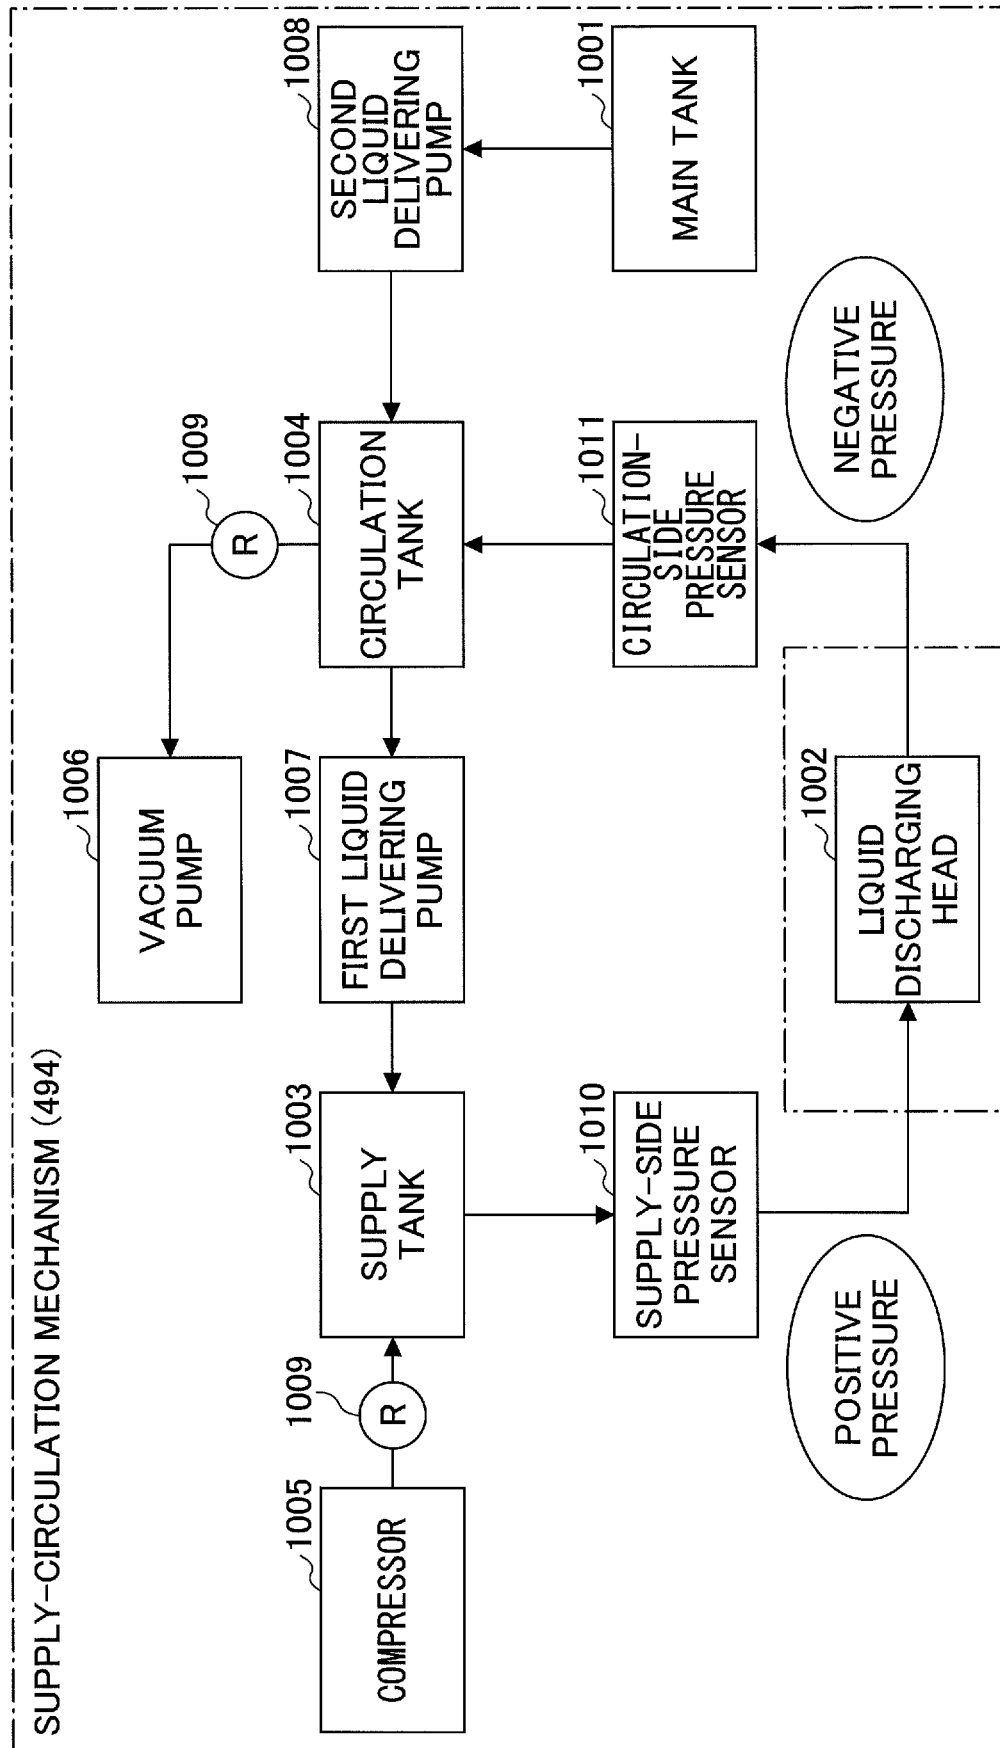 SUPPLY-CIRCULATION MECHANISM (494)
1006
VACUUM
PUMP
1009
R
1005
COMPRESSOR
1009
R
1003
SUPPLY
TANK
1007
FIRST LIQUID
DELIVERING
PUMP
1004
CIRCULATION
TANK
1008
SECOND
LIQUID
DELIVERING
PUMP
1010
SUPPLY-SIDE
PRESSURE
SENSOR
1011
CIRCULATION-
SIDE
PRESSURE
SENSOR
1001
MAIN TANK
POSITIVE
PRESSURE
1002
LIQUID
DISCHARGING
HEAD
NEGATIVE
PRESSURE